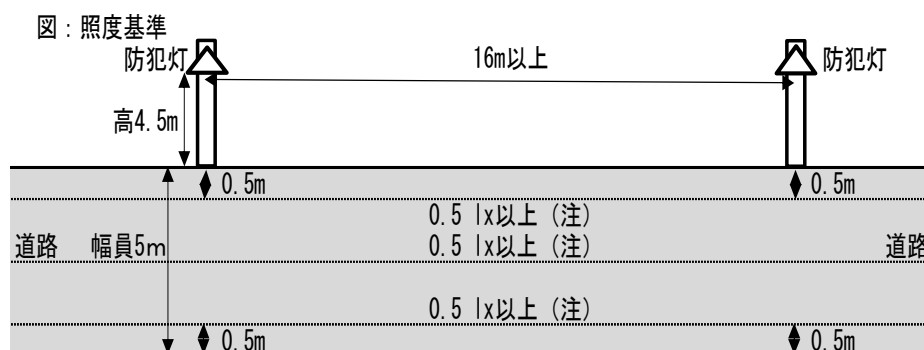 図:照度基準
防犯灯
16m以上
防犯灯
高4.5m
0.5m
0.5m
0.5 lx以上 (注)
道路 幅員5m
0.5 lx以上 (注)
道路
0.5 lx以上 (注)
0.5m
0.5m